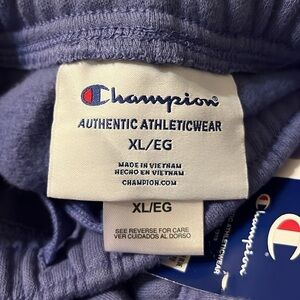 Champion
AUTHENTIC ATHLETICWEAR
XL/EG
MADE IN VIETNAM
HECHO EN VIETNAM
CHAMPION.COM
XL/EG
SEE REVERSE FOR CARE
VER CUIDADOS AL DORSO
Champion